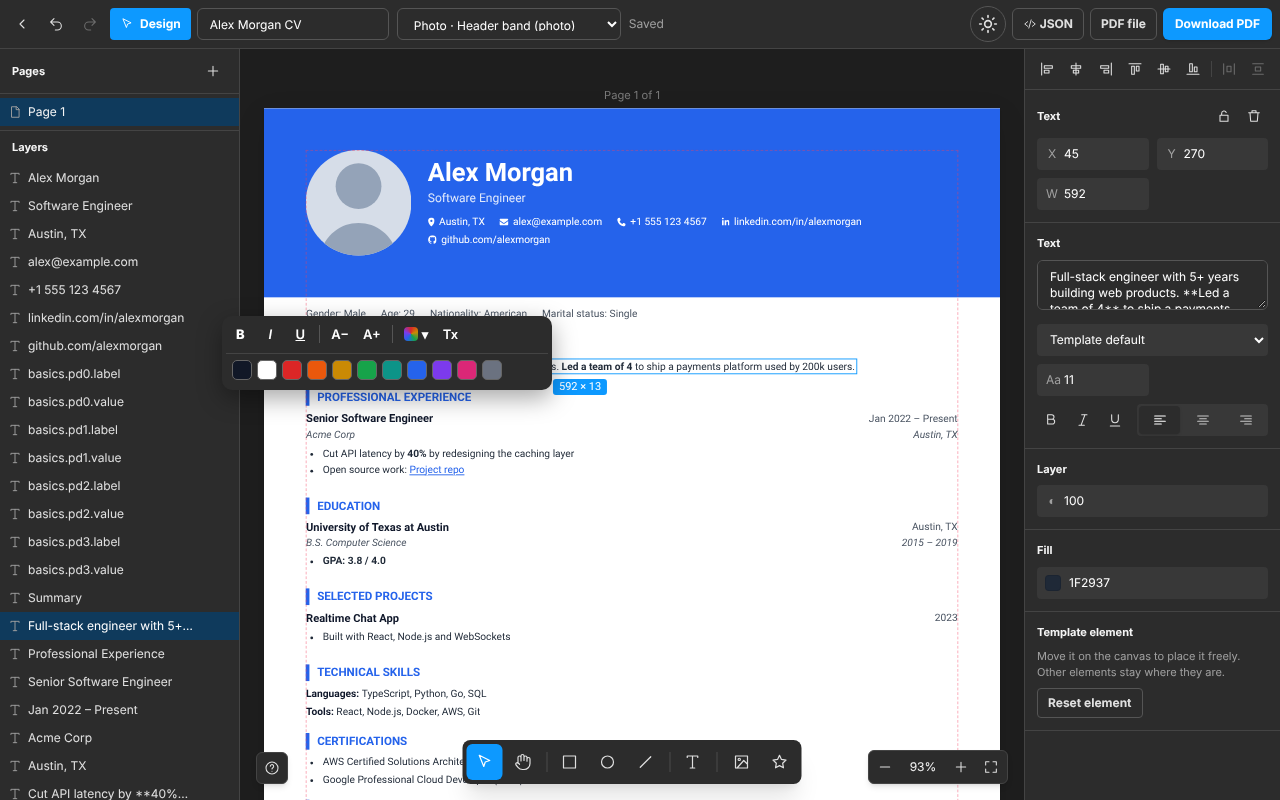 Design
Alex Morgan CV
Photo · Header band (photo)
Saved
</> JSON
PDF file
Download PDF
Pages
Page 1
Layers
Alex Morgan
Software Engineer
Austin, TX
alex@example.com
+1 555 123 4567
linkedin.com/in/alexmorgan
github.com/alexmorgan
basics.pd0.label
basics.pd0.value
basics.pd1.label
basics.pd1.value
basics.pd2.label
basics.pd2.value
basics.pd3.label
basics.pd3.value
Summary
Full-stack engineer with 5+...
Professional Experience
Senior Software Engineer
Jan 2022 – Present
Acme Corp
Austin, TX
Cut API latency by **40%...
Page 1 of 1
Alex Morgan
Software Engineer
Austin, TX alex@example.com +1 555 123 4567 linkedin.com/in/alexmorgan
github.com/alexmorgan
Gender: Male Age: 29 Nationality: American Marital status: Single
B I U A− A+ ▾ Tx
s. Led a team of 4 to ship a payments platform used by 200k users.
592 × 13
PROFESSIONAL EXPERIENCE
Senior Software Engineer Jan 2022 – Present
Acme Corp Austin, TX
• Cut API latency by 40% by redesigning the caching layer
• Open source work: Project repo
EDUCATION
University of Texas at Austin Austin, TX
B.S. Computer Science 2015 – 2019
• GPA: 3.8 / 4.0
SELECTED PROJECTS
Realtime Chat App 2023
• Built with React, Node.js and WebSockets
TECHNICAL SKILLS
Languages: TypeScript, Python, Go, SQL
Tools: React, Node.js, Docker, AWS, Git
CERTIFICATIONS
• AWS Certified Solutions Archite
• Google Professional Cloud
93%
Text
X 45
Y 270
W 592
Text
Full-stack engineer with 5+ years
building web products. **Led a
team of 4** to ship a payments
Template default
Aa 11
B I U
Layer
100
Fill
1F2937
Template element
Move it on the canvas to place it freely.
Other elements stay where they are.
Reset element